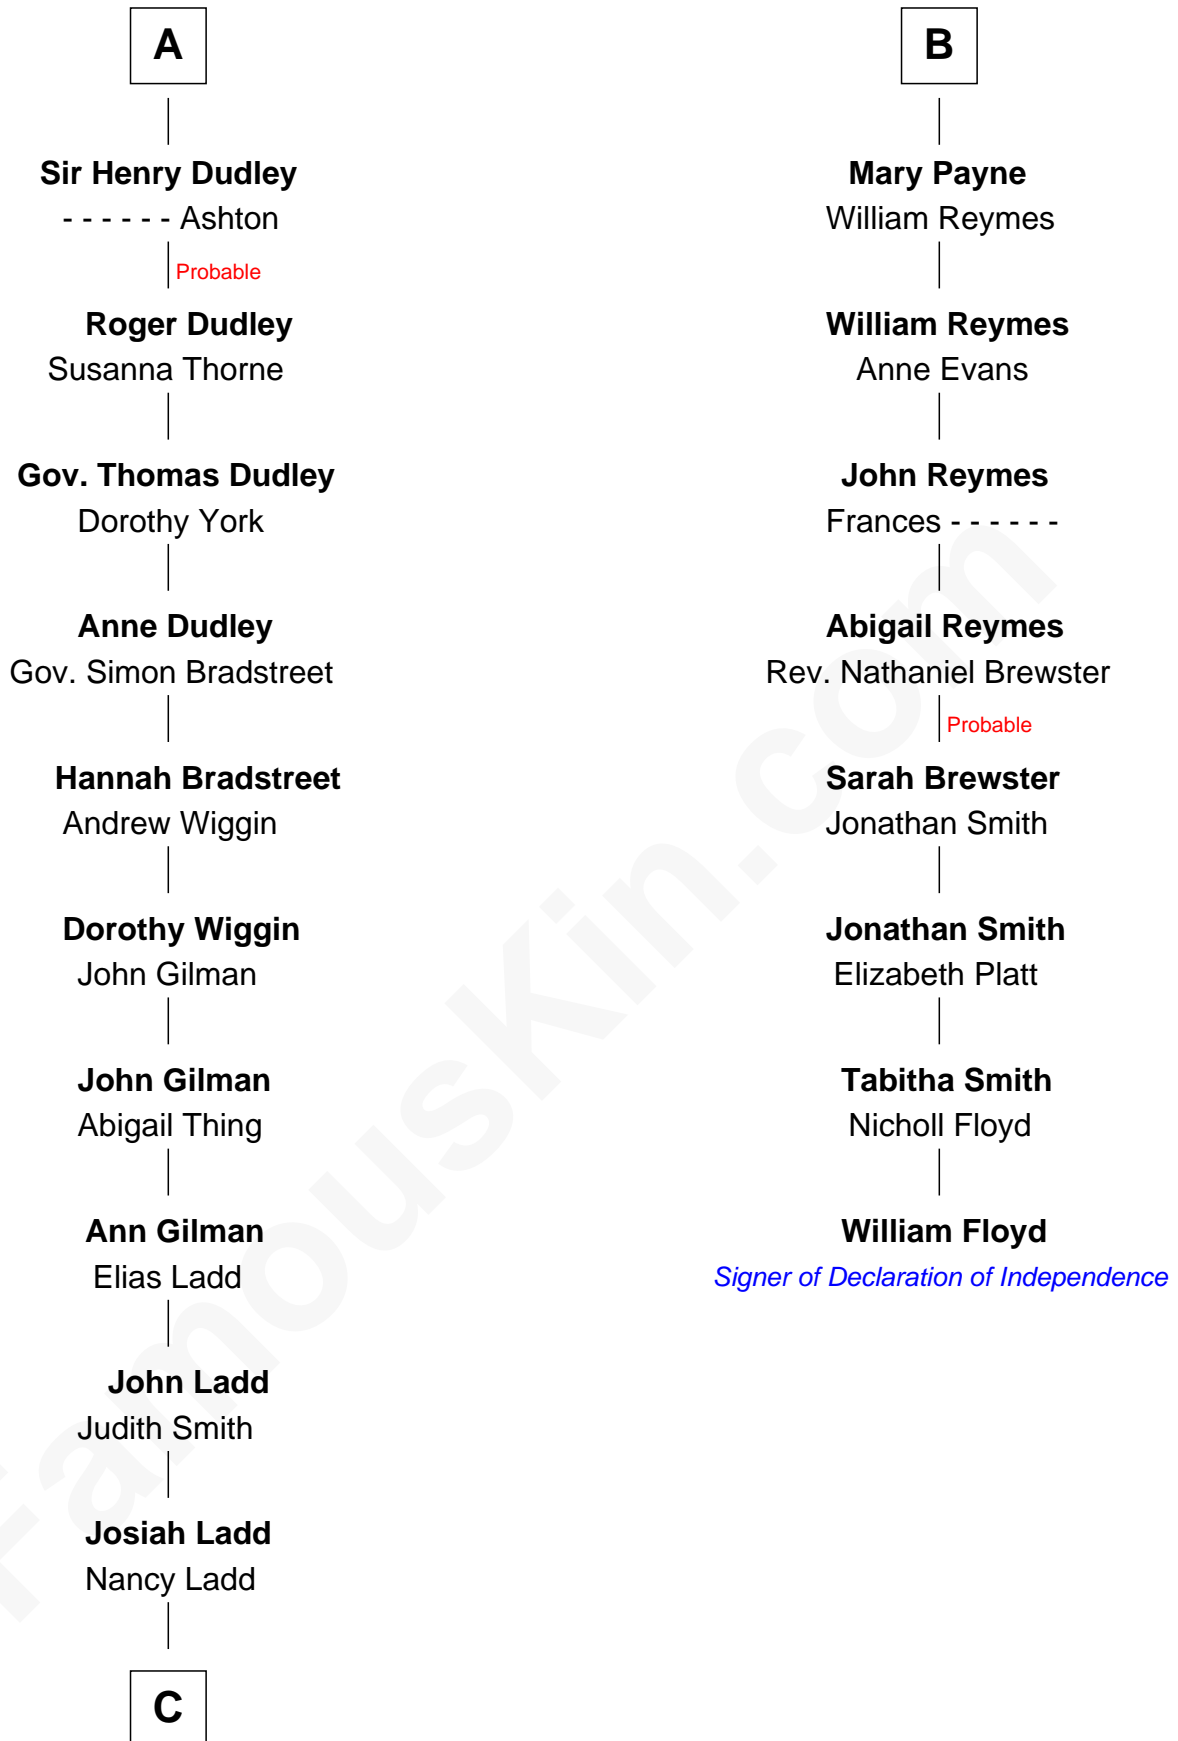 A
Sir Henry Dudley
- - - - - - Ashton
Probable
Roger Dudley
Susanna Thorne
Gov. Thomas Dudley
Dorothy York
Anne Dudley
Gov. Simon Bradstreet
Hannah Bradstreet
Andrew Wiggin
Dorothy Wiggin
John Gilman
John Gilman
Abigail Thing
Ann Gilman
Elias Ladd
John Ladd
Judith Smith
Josiah Ladd
Nancy Ladd
C
B
Mary Payne
William Reymes
William Reymes
Anne Evans
John Reymes
Frances - - - - - -
Abigail Reymes
Rev. Nathaniel Brewster
Probable
Sarah Brewster
Jonathan Smith
Jonathan Smith
Elizabeth Platt
Tabitha Smith
Nicholl Floyd
William Floyd
Signer of Declaration of Independence
FamousKin.com